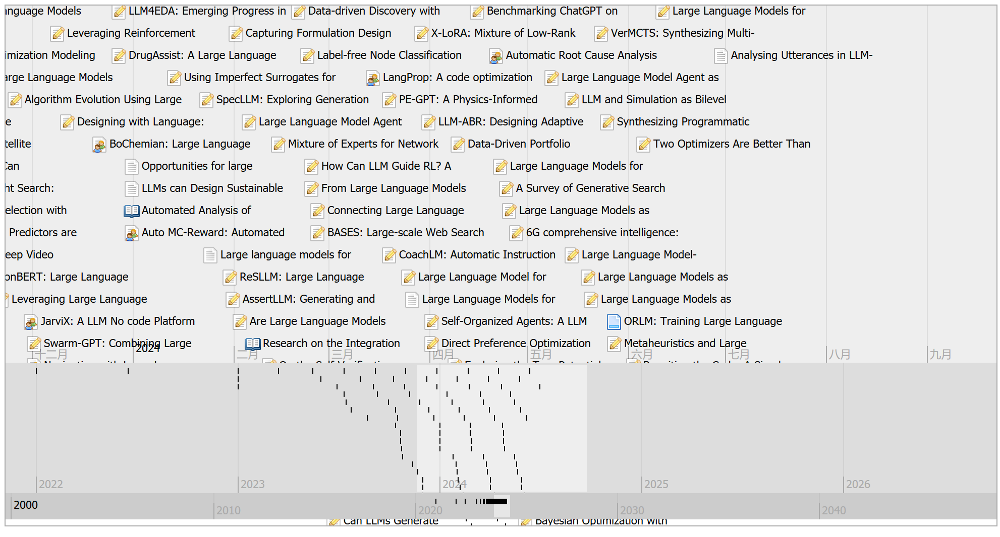 nguage Models LLM4EDA: Emerging Progress in Data-driven Discovery with Benchmarking ChatGPT on Large Language Models for
Leveraging Reinforcement Capturing Formulation Design X-LoRA: Mixture of Low-Rank VerMCTS: Synthesizing Multi-
imization Modeling DrugAssist: A Large Language Label-free Node Classification Automatic Root Cause Analysis Analysing Utterances in LLM-
arge Language Models Using Imperfect Surrogates for LangProp: A code optimization Large Language Model Agent as
Algorithm Evolution Using Large SpecLLM: Exploring Generation PE-GPT: A Physics-Informed LLM and Simulation as Bilevel
e Designing with Language: Large Language Model Agent LLM-ABR: Designing Adaptive Synthesizing Programmatic
tellite BoChemian: Large Language Mixture of Experts for Network Data-Driven Portfolio Two Optimizers Are Better Than
Can Opportunities for large How Can LLM Guide RL? A Large Language Models for
ht Search: LLMs can Design Sustainable From Large Language Models A Survey of Generative Search
election with Automated Analysis of Connecting Large Language Large Language Models as
Predictors are Auto MC-Reward: Automated BASES: Large-scale Web Search 6G comprehensive intelligence:
eep Video Large language models for CoachLM: Automatic Instruction Large Language Model-
onBERT: Large Language ReSLLM: Large Language Large Language Model for Large Language Models as
Leveraging Large Language AssertLLM: Generating and Large Language Models for Large Language Models as
JarviX: A LLM No code Platform Are Large Language Models Self-Organized Agents: A LLM ORLM: Training Large Language
Swarm-GPT: Combining Large Research on the Integration Direct Preference Optimization Metaheuristics and Large
十二月 2024 二月 三月 四月 五月 六月 七月 八月 九月
2022 2023 2024 2025 2026
2000 2010 2020 2030 2040
Can LLMs Generate Bayesian Optimization with